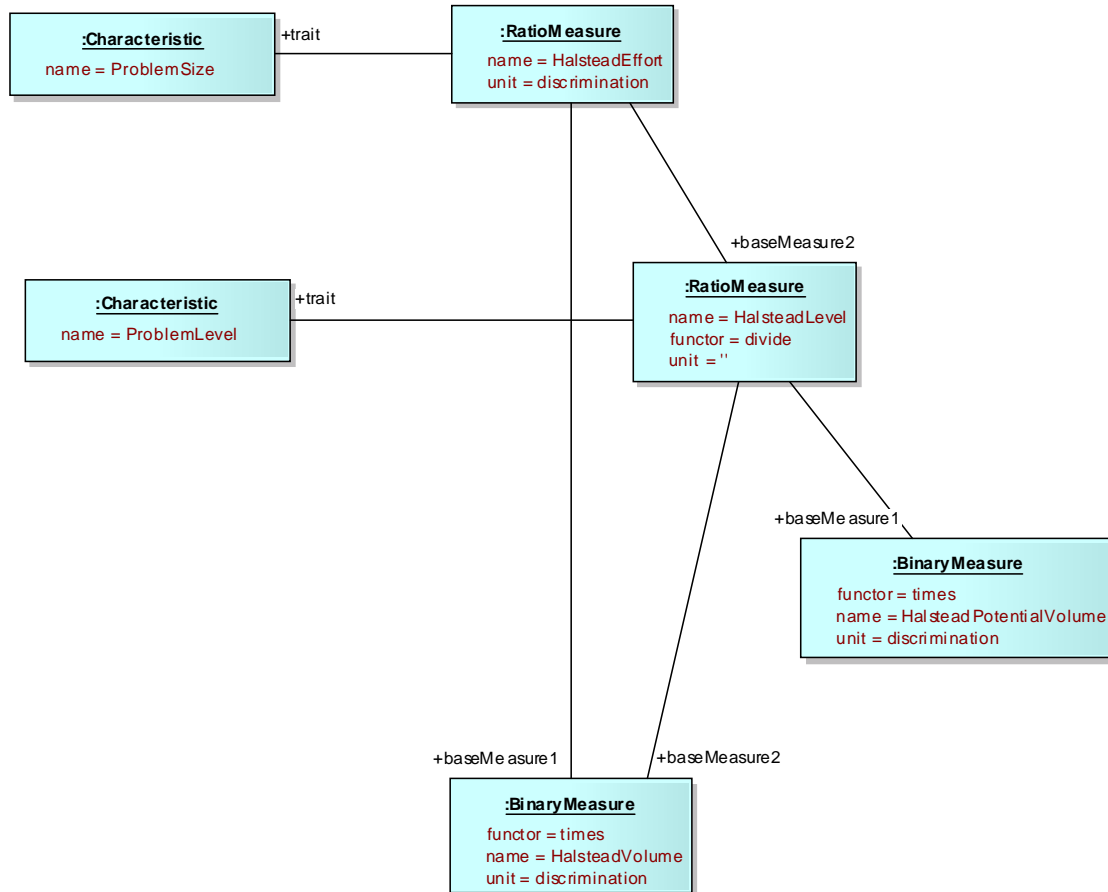 :Characteristic
name = ProblemSize
+trait
:RatioMeasure
name = HalsteadEffort
unit = discrimination
+baseMeasure2
:Characteristic
name = ProblemLevel
+trait
:RatioMeasure
name = HalsteadLevel
functor = divide
unit = ''
+baseMeasure1
:BinaryMeasure
functor = times
name = HalsteadPotentialVolume
unit = discrimination
+baseMeasure1
+baseMeasure2
:BinaryMeasure
functor = times
name = HalsteadVolume
unit = discrimination